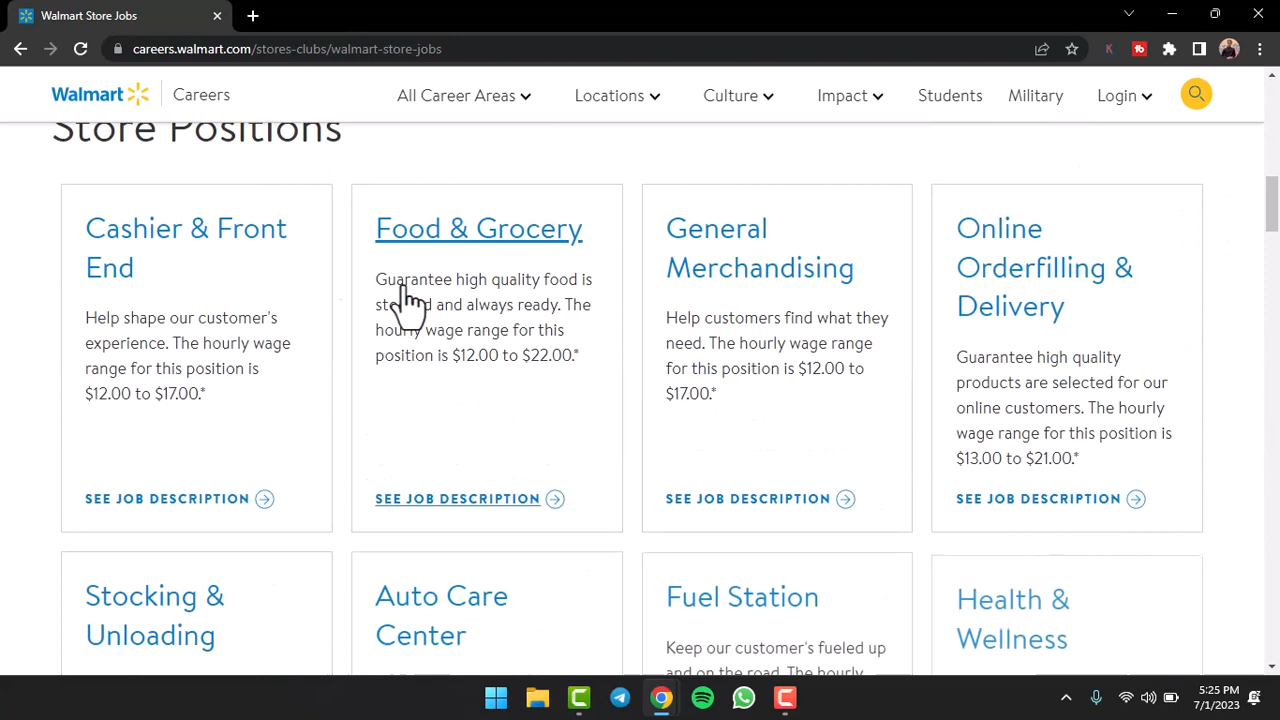 Walmart Store Jobs
careers.walmart.com/stores-clubs/walmart-store-jobs
Walmart Careers All Career Areas Locations Culture Impact Students Military Login
Store Positions
Cashier & Front
End
Help shape our customer's
experience. The hourly wage
range for this position is
$12.00 to $17.00.*
SEE JOB DESCRIPTION
Food & Grocery
Guarantee high quality food is
and always ready. The
hourly wage range for this
position is $12.00 to $22.00.*
SEE JOB DESCRIPTION
General
Merchandising
Help customers find what they
need. The hourly wage range
for this position is $12.00 to
$17.00.*
SEE JOB DESCRIPTION
Online
Orderfilling &
Delivery
Guarantee high quality
products are selected for our
online customers. The hourly
wage range for this position is
$13.00 to $21.00.*
SEE JOB DESCRIPTION
Stocking &
Unloading
Auto Care
Center
Fuel Station
Keep our customer's fueled up
and on the road. The hourly
Health &
Wellness
5:25 PM
7/1/2023